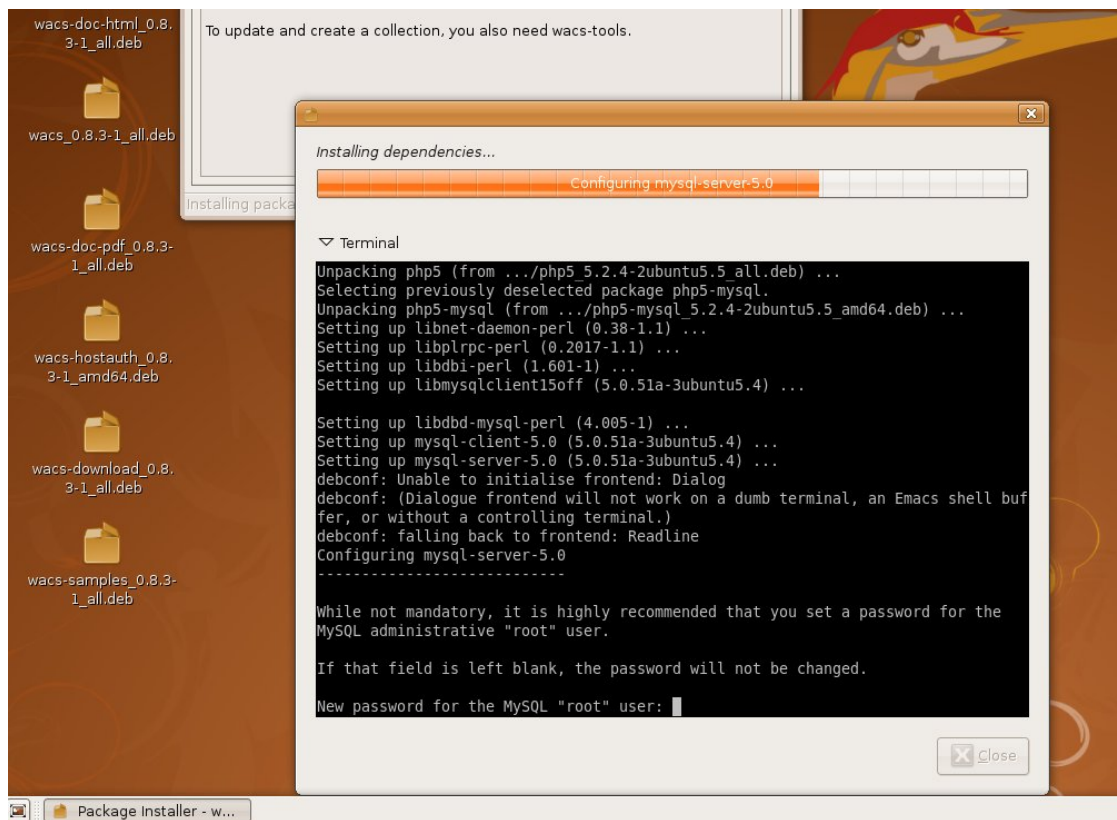 wacs-doc-html_0.8.
3-1_all.deb
wacs_0.8.3-1_all.deb
wacs-doc-pdf_0.8.3-
1_all.deb
wacs-hostauth_0.8.
3-1_amd64.deb
wacs-download_0.8.
3-1_all.deb
wacs-samples_0.8.3-
1_all.deb
To update and create a collection, you also need wacs-tools.
Installing packa
Installing dependencies...
Configuring mysql-server-5.0
Terminal
Unpacking php5 (from .../php5_5.2.4-2ubuntu5.5_all.deb) ...
Selecting previously deselected package php5-mysql.
Unpacking php5-mysql (from .../php5-mysql_5.2.4-2ubuntu5.5_amd64.deb) ...
Setting up libnet-daemon-perl (0.38-1.1) ...
Setting up libplrpc-perl (0.2017-1.1) ...
Setting up libdbi-perl (1.601-1) ...
Setting up libmysqlclient15off (5.0.51a-3ubuntu5.4) ...
Setting up libdbd-mysql-perl (4.005-1) ...
Setting up mysql-client-5.0 (5.0.51a-3ubuntu5.4) ...
Setting up mysql-server-5.0 (5.0.51a-3ubuntu5.4) ...
debconf: Unable to initialise frontend: Dialog
debconf: (Dialogue frontend will not work on a dumb terminal, an Emacs shell buf
fer, or without a controlling terminal.)
debconf: falling back to frontend: Readline
Configuring mysql-server-5.0
----------------------------
While not mandatory, it is highly recommended that you set a password for the
MySQL administrative "root" user.
If that field is left blank, the password will not be changed.
New password for the MySQL "root" user:
Close
Package Installer - w...